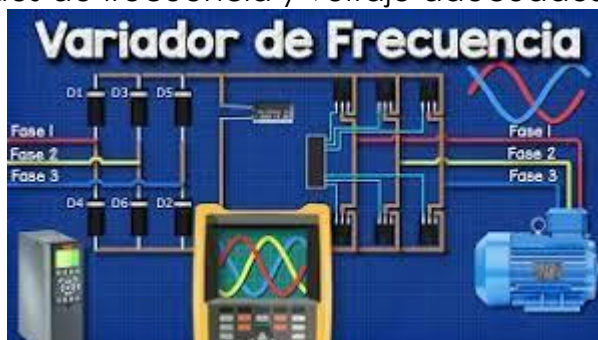 Variador de Frecuencia
D1 D3 D5
Fase 1
Fase 2
Fase 3
D4 D6 D2
Fase 1
Fase 2
Fase 3